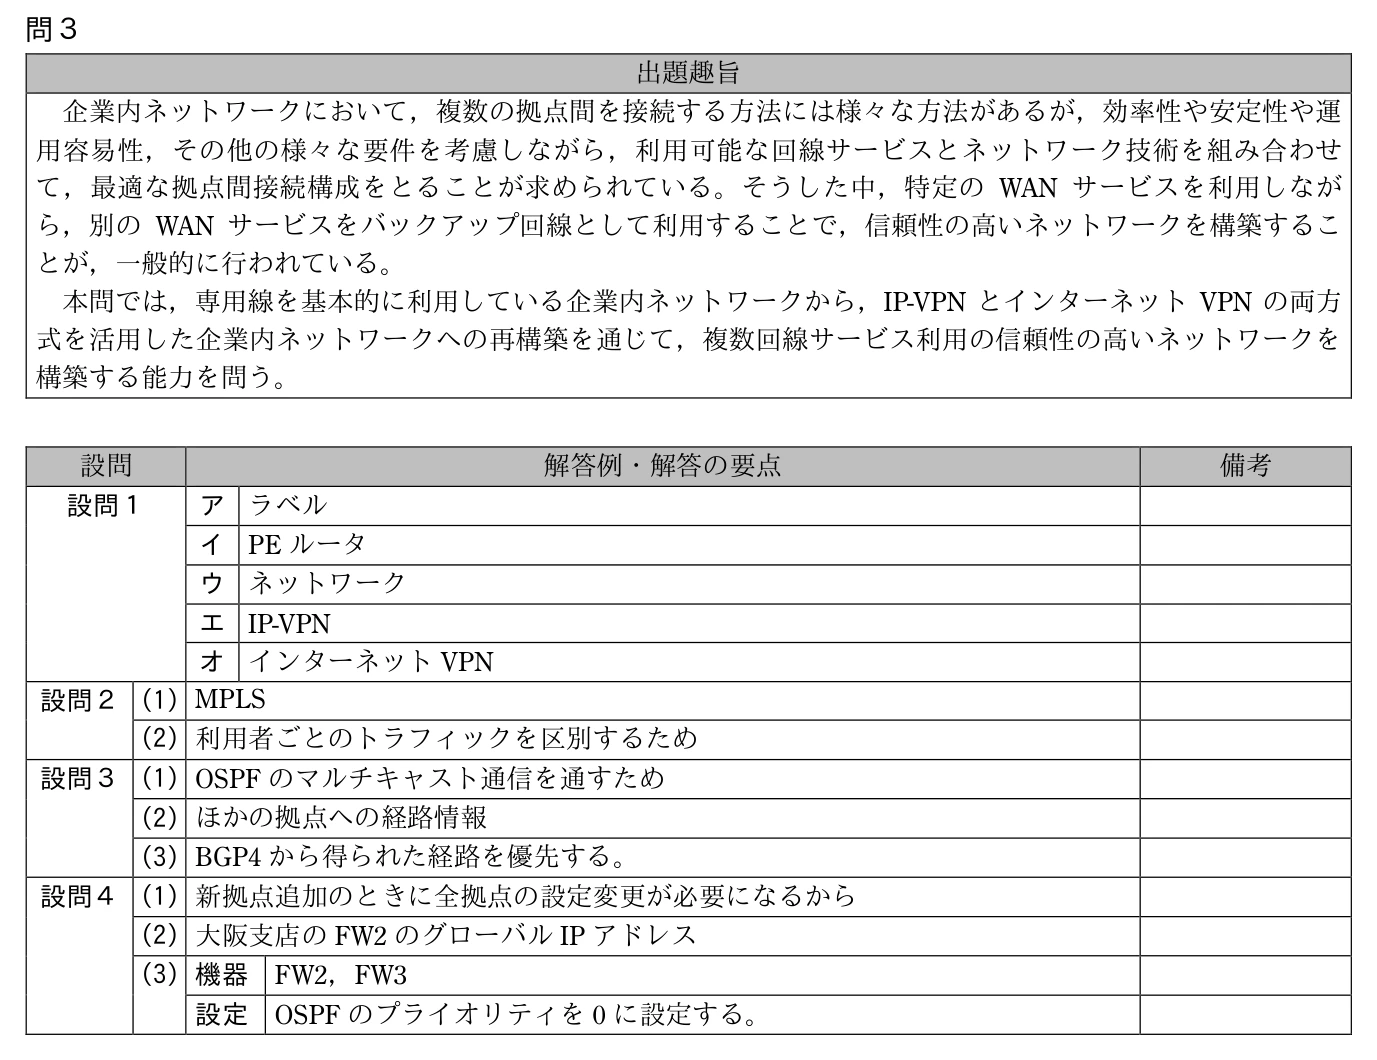 問３
出題趣旨
企業内ネットワークにおいて，複数の拠点間を接続する方法には様々な方法があるが，効率性や安定性や運
用容易性，その他の様々な要件を考慮しながら，利用可能な回線サービスとネットワーク技術を組み合わせ
て，最適な拠点間接続構成をとることが求められている。そうした中，特定の WAN サービスを利用しなが
ら，別の WAN サービスをバックアップ回線として利用することで，信頼性の高いネットワークを構築するこ
とが，一般的に行われている。
本問では，専用線を基本的に利用している企業内ネットワークから，IP-VPN とインターネット VPN の両方
式を活用した企業内ネットワークへの再構築を通じて，複数回線サービス利用の信頼性の高いネットワークを
構築する能力を問う。
設問 解答例・解答の要点 備考
設問１ ア ラベル
イ PE ルータ
ウ ネットワーク
エ IP-VPN
オ インターネット VPN
設問２ (1) MPLS
(2) 利用者ごとのトラフィックを区別するため
設問３ (1) OSPF のマルチキャスト通信を通すため
(2) ほかの拠点への経路情報
(3) BGP4 から得られた経路を優先する。
設問４ (1) 新拠点追加のときに全拠点の設定変更が必要になるから
(2) 大阪支店の FW2 のグローバル IP アドレス
(3) 機器 FW2，FW3
設定 OSPF のプライオリティを 0 に設定する。